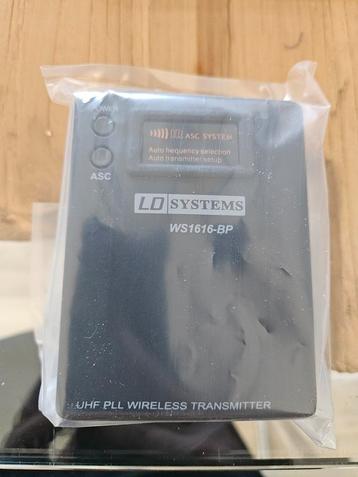 POWER
ASC SYSTEM
Auto frequency selection
Auto transmitter setup
ASC
LD SYSTEMS
WS1616-BP
UHF PLL WIRELESS TRANSMITTER